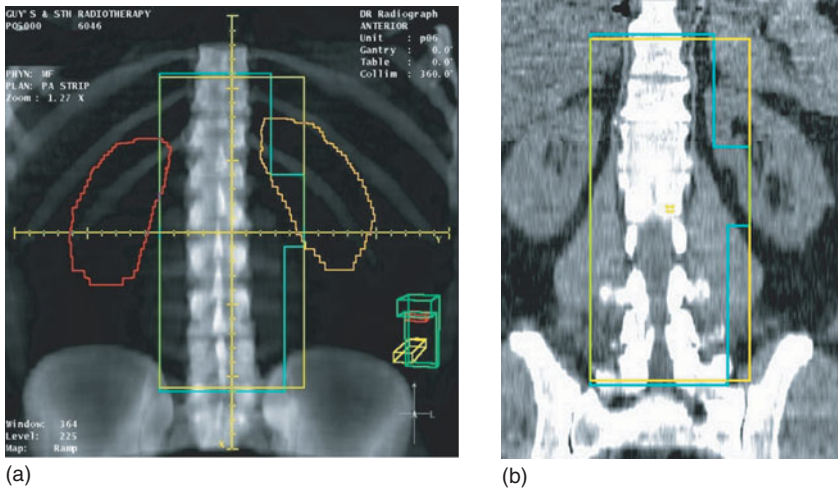 GUY'S & STH RADIOTHERAPY
POS000 6046
PHYN: MF
PLAN: PA STRIP
Zoom : 1.27 X
DR Radiograph
ANTERIOR
Unit : p06
Gantry : 0.0°
Table : 0.0°
Collim : 360.0°
Y
L
A
Window: 364
Level: 225
Map: Ramp
X
(a)
(b)